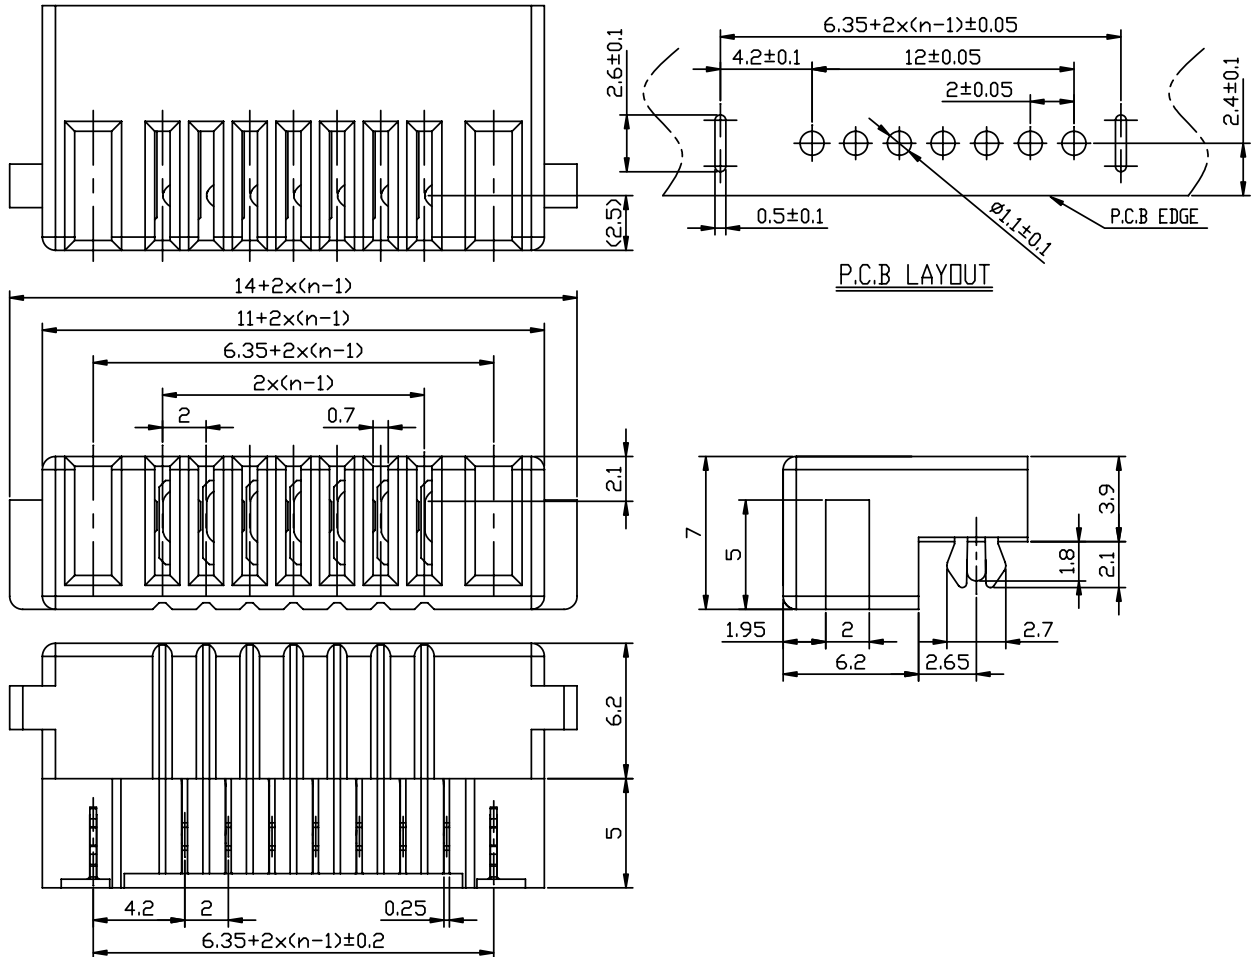 6.35+2x(n-1)±0.05
4.2±0.1
12±0.05
2±0.05
2.6±0.1
2.4±0.1
0.5±0.1
ø1.1±0.1
P.C.B EDGE
P.C.B LAYOUT
(2.5)
14+2x(n-1)
11+2x(n-1)
6.35+2x(n-1)
2x(n-1)
2
0.7
2.1
7
5
3.9
1.8
2.1
1.95
2
2.7
6.2
2.65
6.2
5
4.2
2
0.25
6.35+2x(n-1)±0.2